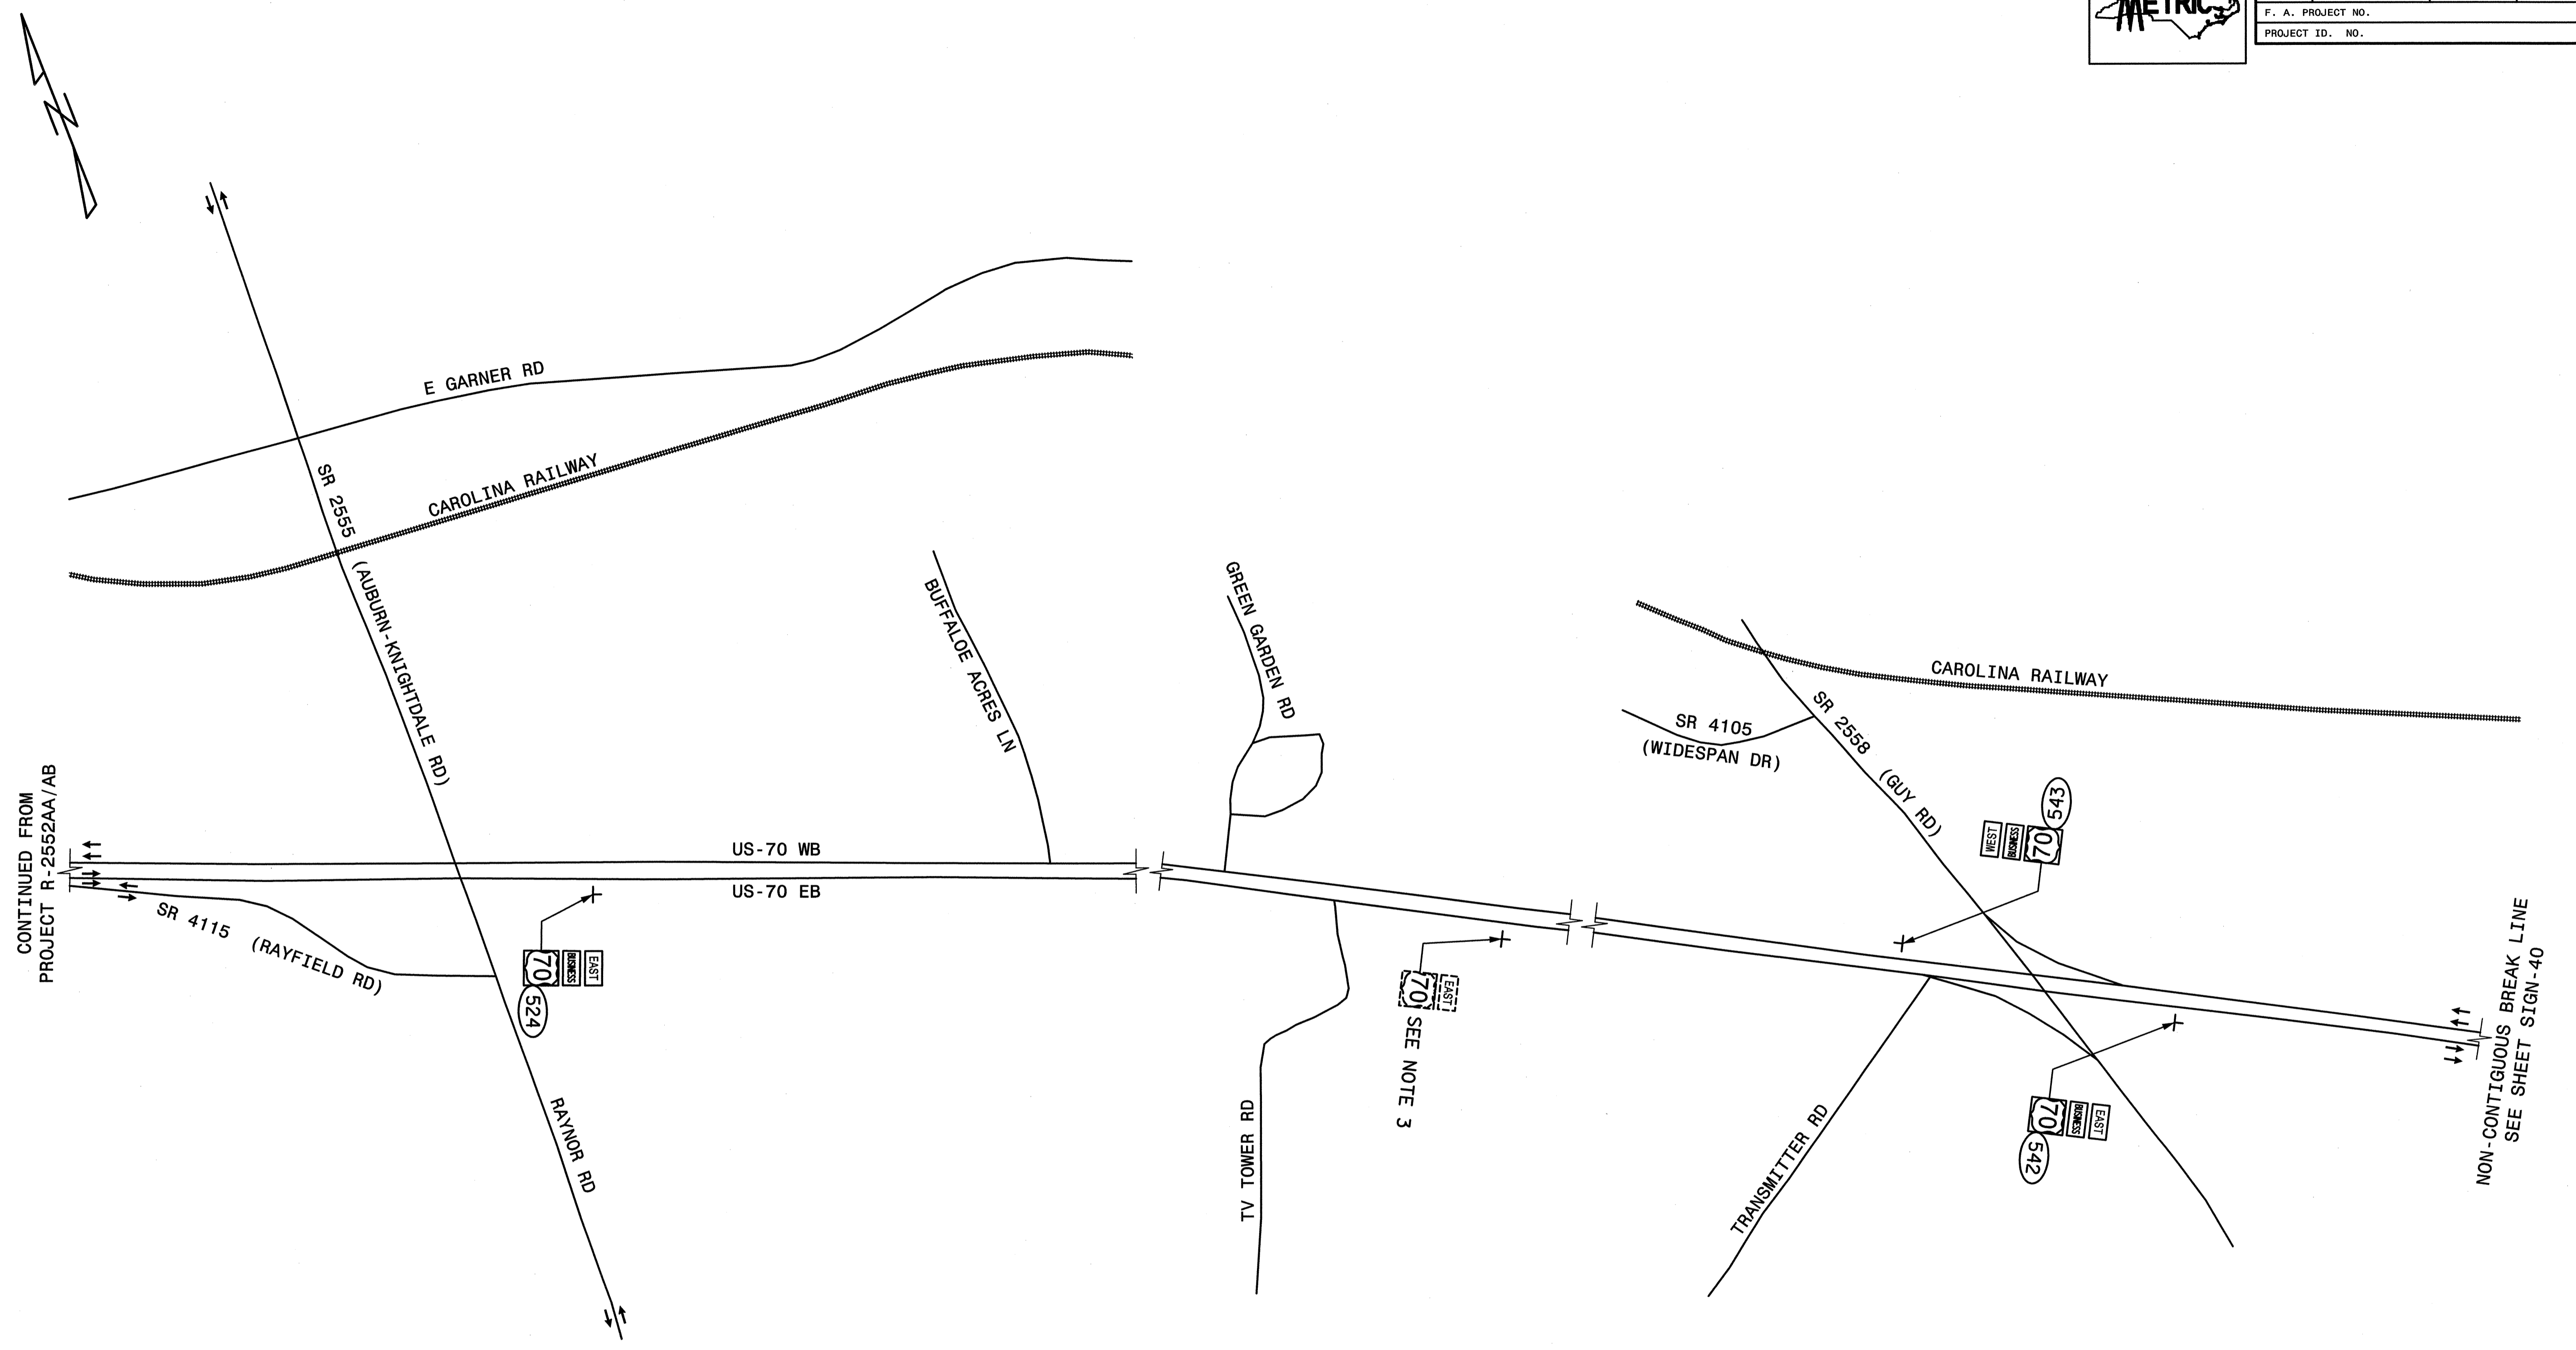 METRIC
F. A. PROJECT NO.
PROJECT ID. NO.
N
E GARNER RD
CAROLINA RAILWAY
SR 2555 (AUBURN-KNIGHTDALE RD)
BUFFALOE ACRES LN
GREEN GARDEN RD
CAROLINA RAILWAY
SR 4105
(WIDESPAN DR)
SR 2558 (GUY RD)
CONTINUED FROM
PROJECT R-2552AA/AB
US-70 WB
US-70 EB
SR 4115 (RAYFIELD RD)
EAST
BUSINESS
70
524
RAYNOR RD
TV TOWER RD
EAST
70
SEE NOTE 3
WEST
BUSINESS
70
543
EAST
BUSINESS
70
542
TRANSMITTER RD
NON-CONTIGUOUS BREAK LINE
SEE SHEET SIGN-40